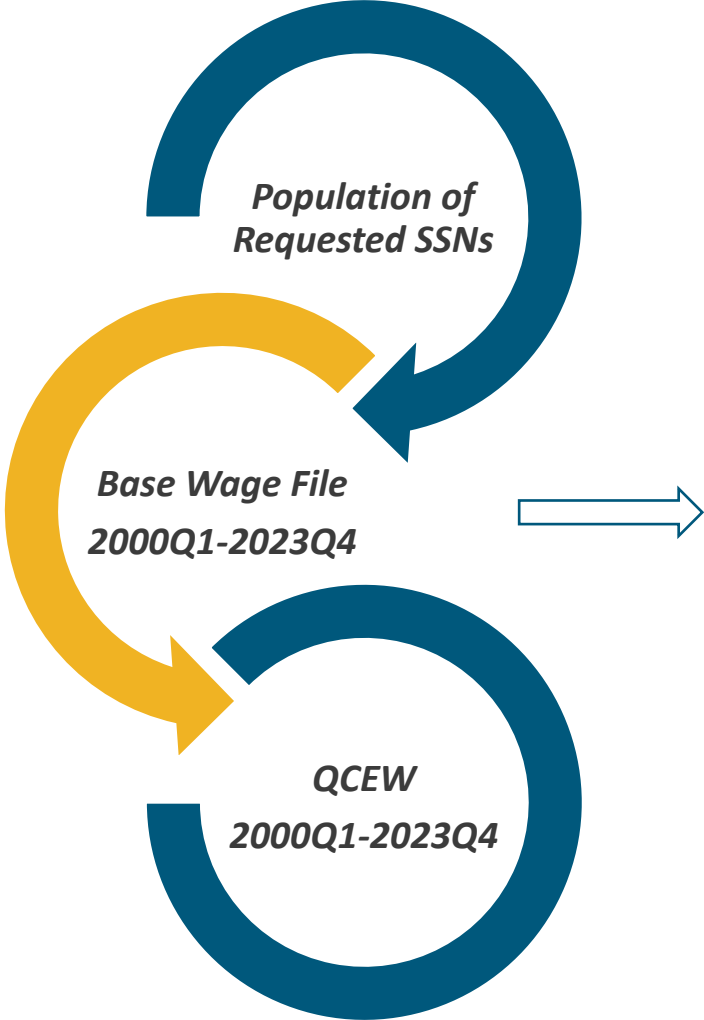 Population of
Requested SSNs
Base Wage File
2000Q1-2023Q4
QCEW
2000Q1-2023Q4